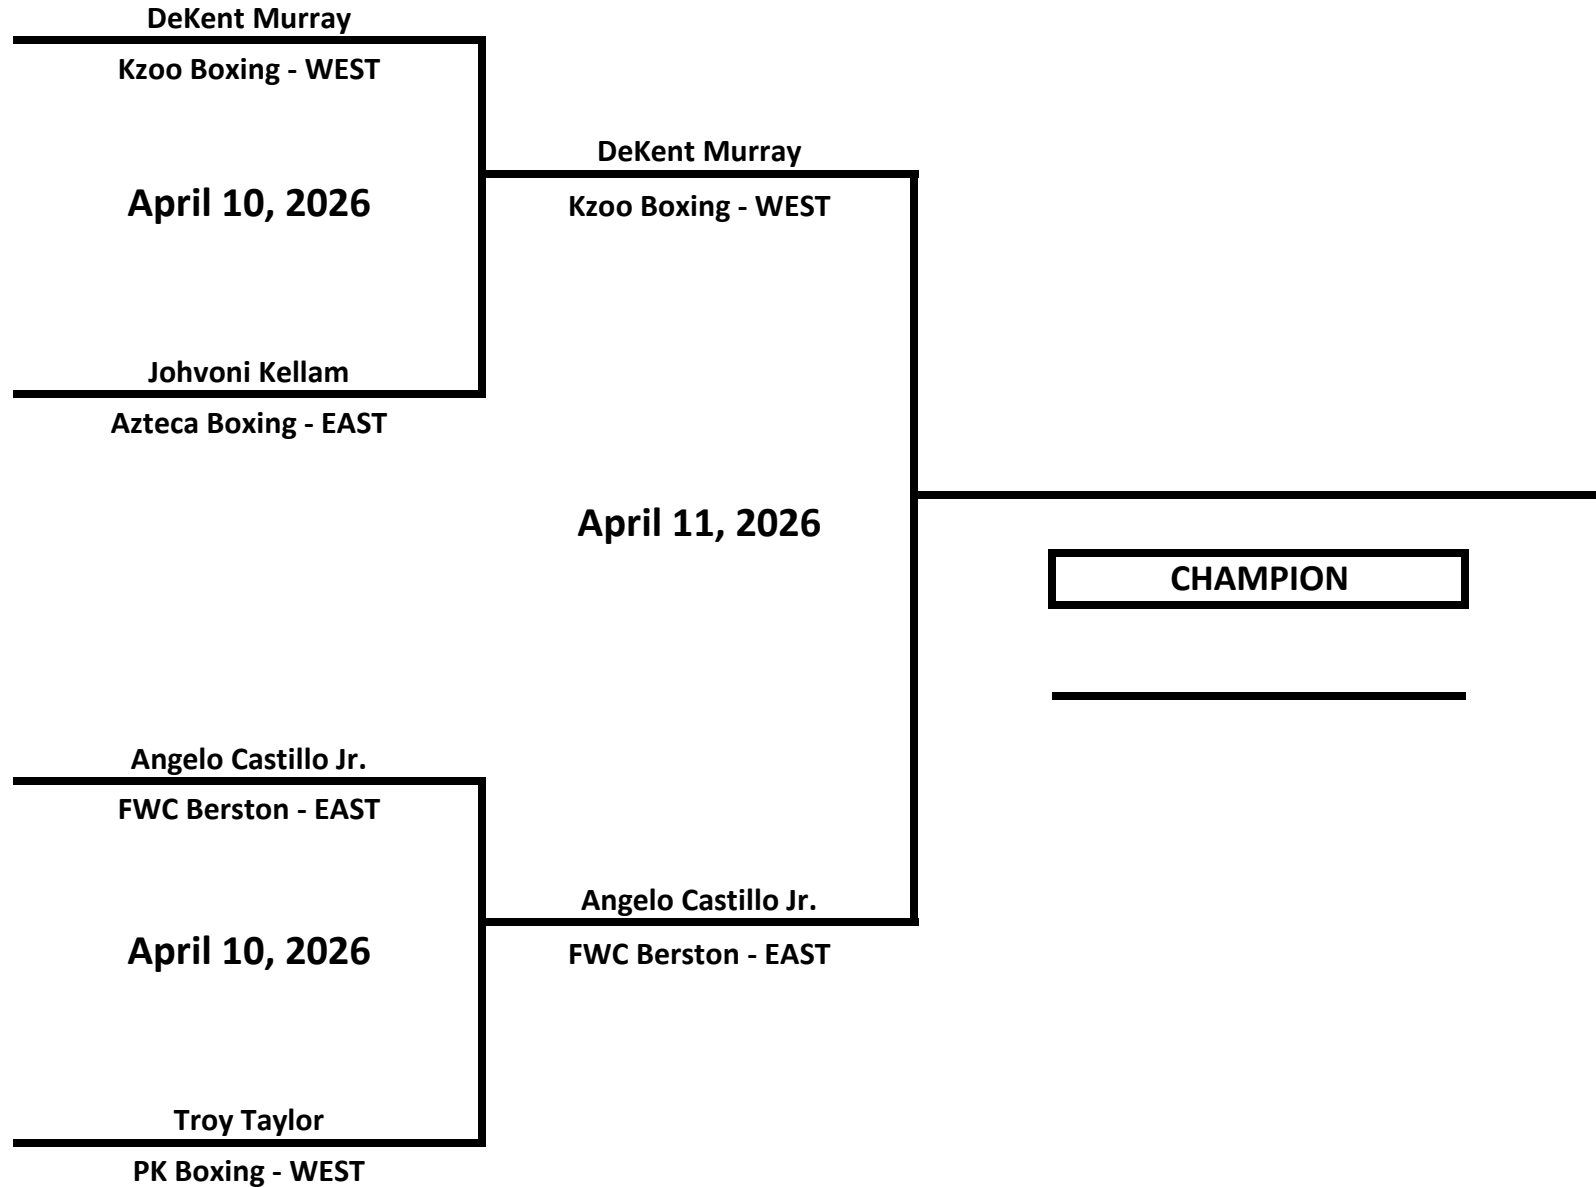 DeKent Murray
Kzoo Boxing - WEST
April 10, 2026
Johvoni Kellam
Azteca Boxing - EAST
DeKent Murray
Kzoo Boxing - WEST
April 11, 2026
CHAMPION
Angelo Castillo Jr.
FWC Berston - EAST
April 10, 2026
Troy Taylor
PK Boxing - WEST
Angelo Castillo Jr.
FWC Berston - EAST